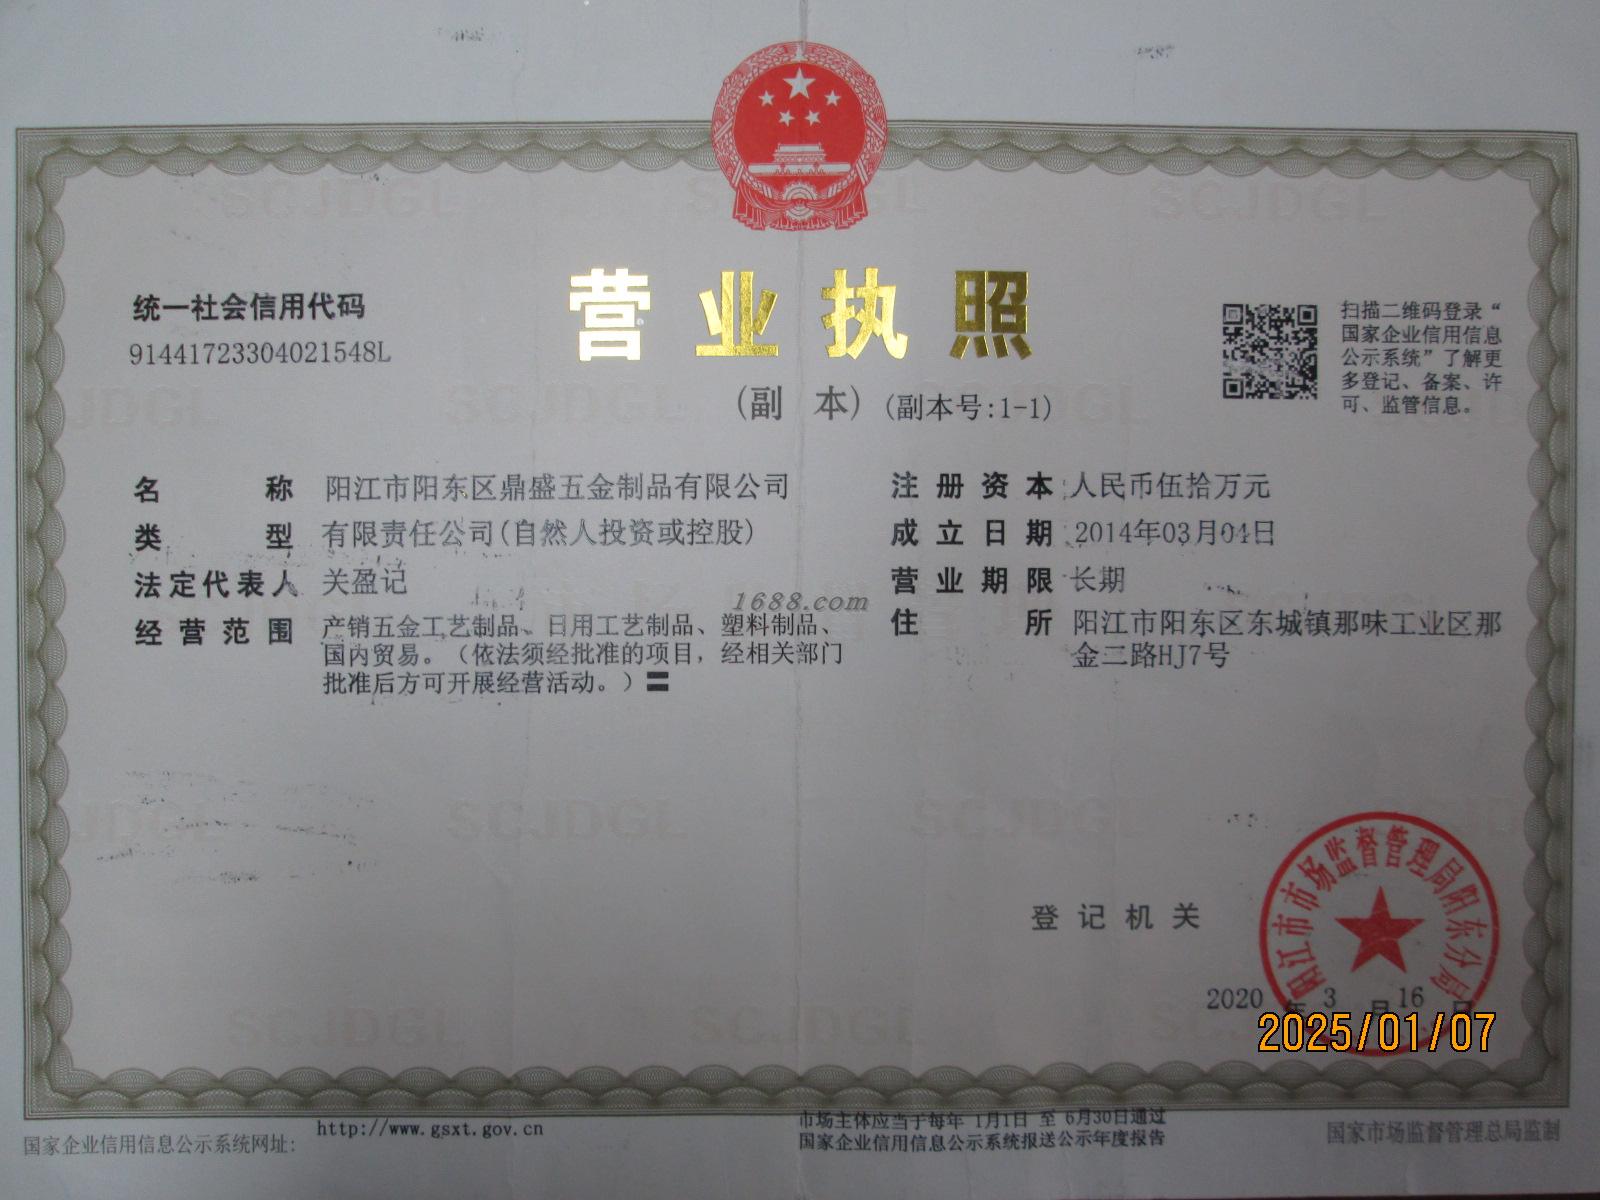 营业执照
(副 本) (副本号:1-1)
统一社会信用代码
91441723304021548L
扫描二维码登录“
国家企业信用信息
公示系统”了解更
多登记、备案、许
可、监管信息。
名 称 阳江市阳东区鼎盛五金制品有限公司
类 型 有限责任公司(自然人投资或控股)
法定代表人 关盈记
经营范围 产销五金工艺制品、日用工艺制品、塑料制品、
国内贸易。(依法须经批准的项目,经相关部门
批准后方可开展经营活动。)
注册资本 人民币伍拾万元
成立日期 2014年03月04日
营业期限 长期
住 所 阳江市阳东区东城镇那味工业区那
金二路HJ7号
1688.com
SCJDGL
登记机关
阳江市市场监督管理局阳东分局
2020 年 3 月 16 日
2025/01/07
国家企业信用信息公示系统网址: http://www.gsxt.gov.cn
市场主体应当于每年 1月1日 至 6月30日通过
国家企业信用信息公示系统报送公示年度报告
国家市场监督管理总局监制